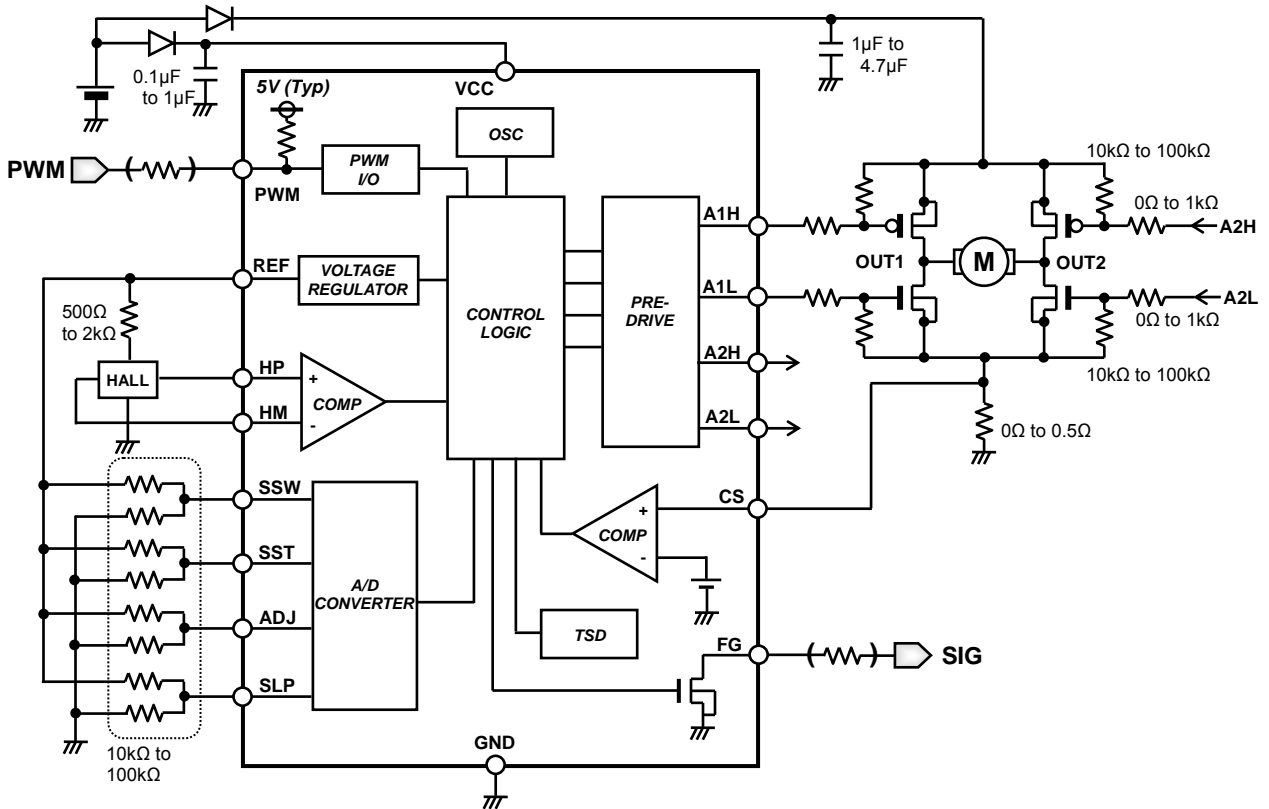 1µF to
4.7µF
0.1µF
to 1µF
5V (Typ)
VCC
OSC
PWM
PWM
PWM
I/O
10kΩ to 100kΩ
0Ω to 1kΩ
A1H
A2H
REF
VOLTAGE
REGULATOR
OUT1
M
OUT2
500Ω
to 2kΩ
CONTROL
LOGIC
PRE-
DRIVE
A1L
A2L
0Ω to 1kΩ
HALL
HP
+
COMP
-
HM
A2H
10kΩ to 100kΩ
A2L
0Ω to 0.5Ω
SSW
CS
+
COMP
-
SST
A/D
CONVERTER
ADJ
TSD
FG
SIG
SLP
10kΩ to
100kΩ
GND